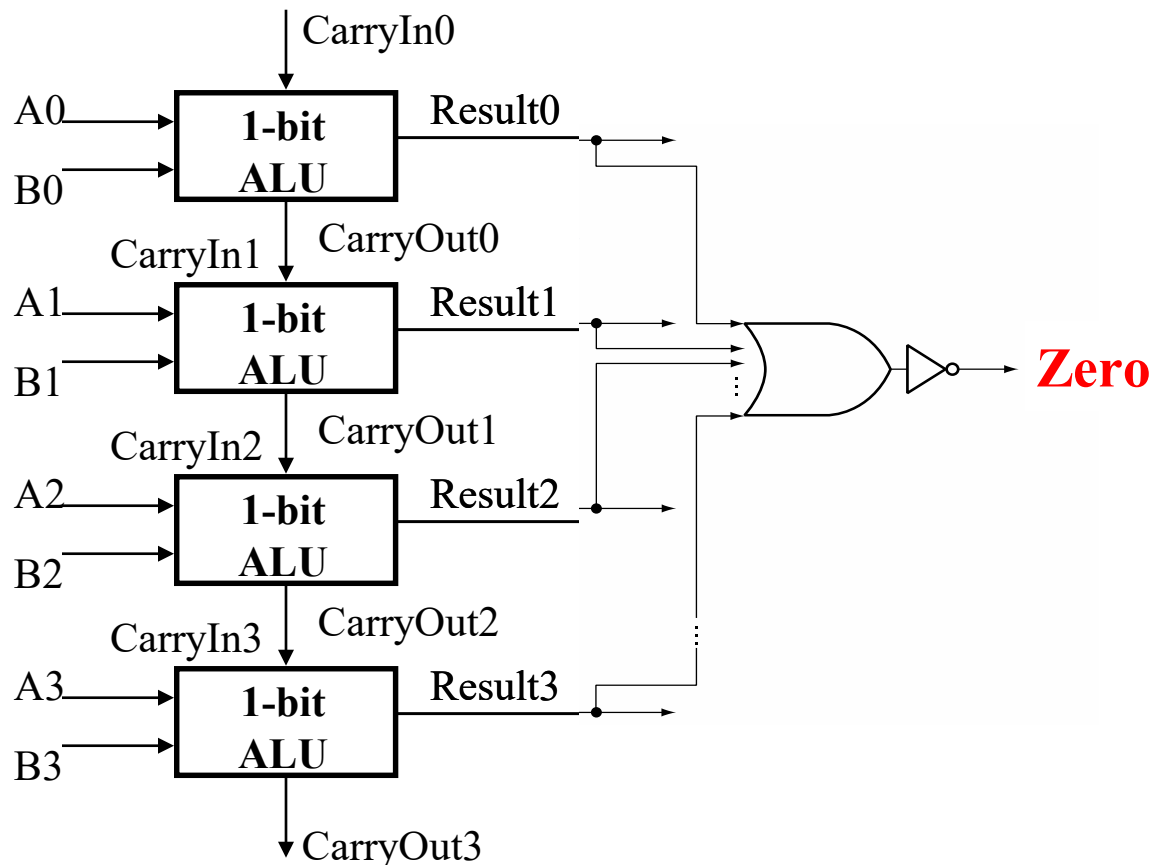 CarryIn0
A0
1-bit
ALU
Result0
B0
CarryIn1
CarryOut0
A1
1-bit
ALU
Result1
B1
Zero
CarryIn2
CarryOut1
A2
1-bit
ALU
Result2
B2
CarryIn3
CarryOut2
A3
1-bit
ALU
Result3
B3
CarryOut3